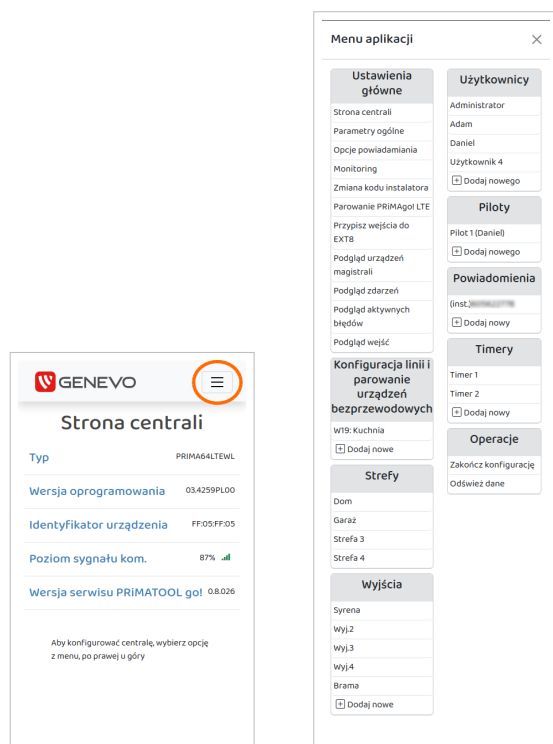 GENEVO
Strona centrali
Typ PRIMA64LTEWL
Wersja oprogramowania 03.4259PL00
Identyfikator urządzenia FF:05:FF:05
Poziom sygnału kom. 87%
Wersja serwisu PRiMATOOL go! 0.8.026
Aby konfigurować centralę, wybierz opcję
z menu, po prawej u góry
Menu aplikacji
Ustawienia
główne
Strona centrali
Parametry ogólne
Opcje powiadamiania
Monitoring
Zmiana kodu instalatora
Parowanie PRiMAgo! LTE
Przypisz wejścia do
EXT8
Podgląd urządzeń
magistrali
Podgląd zdarzeń
Podgląd aktywnych
błędów
Podgląd wejść
Konfiguracja linii i
parowanie
urządzeń
bezprzewodowych
W19: Kuchnia
Dodaj nowe
Strefy
Dom
Garaż
Strefa 3
Strefa 4
Wyjścia
Syrena
Wyj.2
Wyj.3
Wyj.4
Brama
Dodaj nowe
Użytkownicy
Administrator
Adam
Daniel
Użytkownik 4
Dodaj nowego
Piloty
Pilot 1 (Daniel)
Dodaj nowego
Powiadomienia
(inst.)
Dodaj nowy
Timery
Timer 1
Timer 2
Dodaj nowy
Operacje
Zakończ konfigurację
Odśwież dane